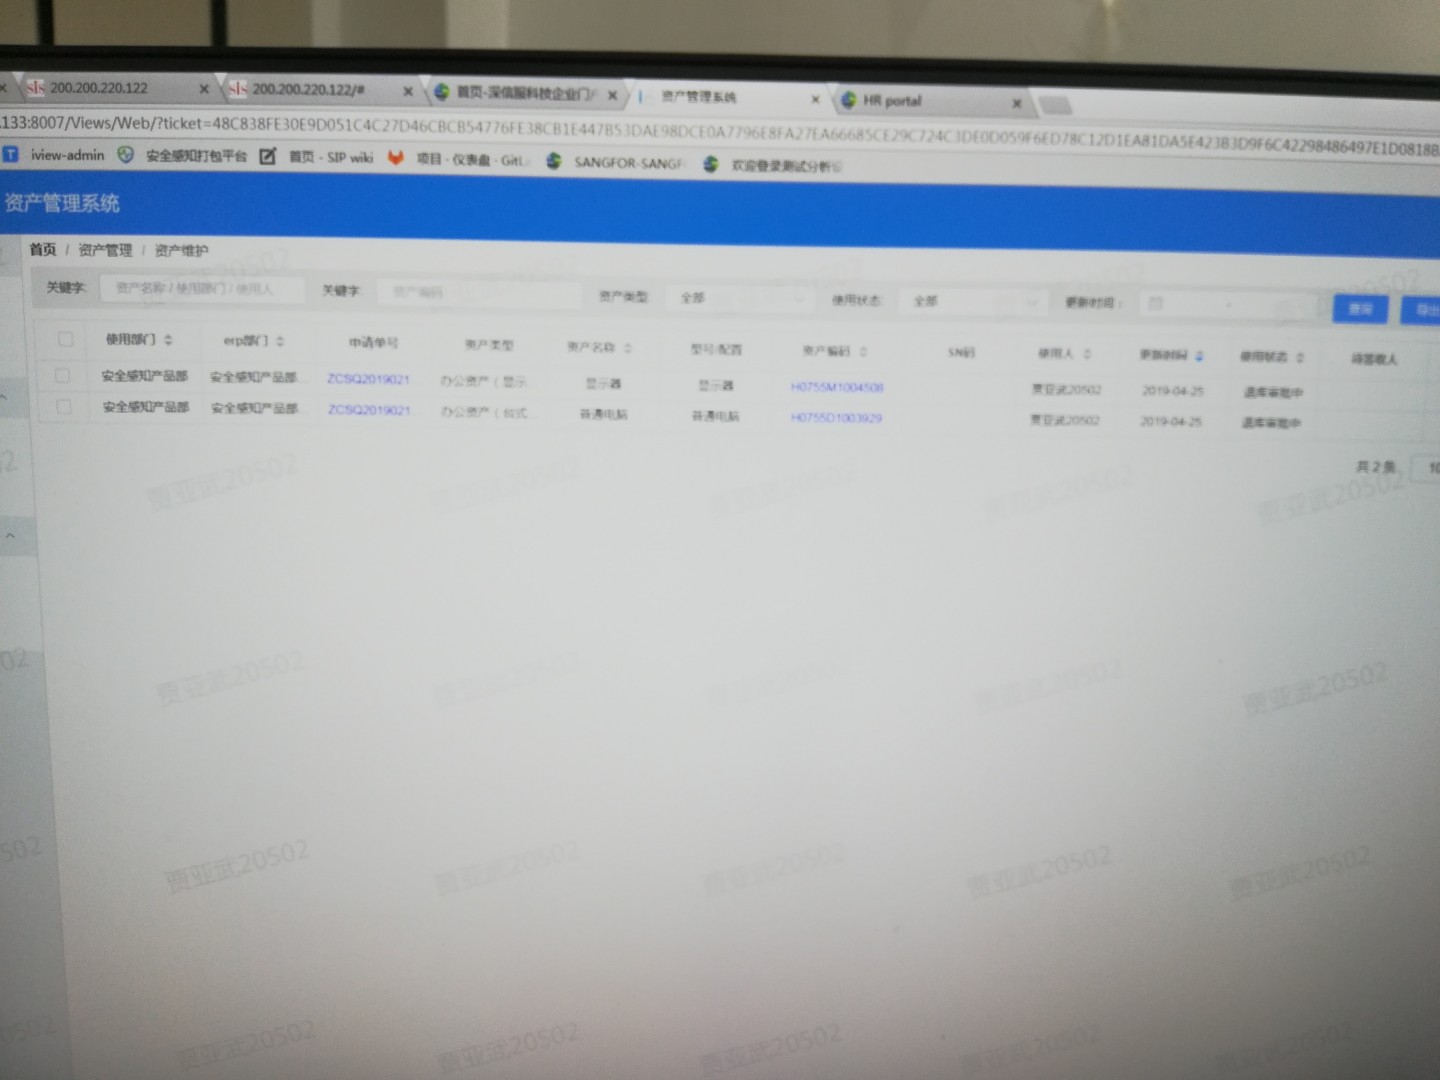 200.200.220.122
200.200.220.122/#
首页-深信服科技企业门户
资产管理系统
HR portal
.133:8007/Views/Web/?ticket=48C838FE30E9D051C4C27D46CBCB54776FE38CB1E447B53DAE98DCE0A7796E8FA27EA66685CE29C724C3DE0D059F6ED78C12D1EA81DA5E423B3D9F6C42298486497E1D08188
iview-admin 安全感知打包平台 首页 - SIP wiki 项目 · 仪表盘 · GitL SANGFOR-SANGF 欢迎登录测试分析
资产管理系统
首页 / 资产管理 / 资产维护
关键字: 资产名称 / 使用部门 / 使用人 关键字: 资产编码 资产类型 全部 使用状态 全部 更新时间: - 查询 导出
使用部门 erp部门 申请单号 资产类型 资产名称 型号/配置 资产编码 SN码 使用人 更新时间 使用状态 待签收人
安全感知产品部 安全感知产品部... ZCSQ2019021 办公资产（显示... 显示器 显示器 H0755M1004508 贾亚武20502 2019-04-25 退库审批中
安全感知产品部 安全感知产品部... ZCSQ2019021 办公资产（台式... 普通电脑 普通电脑 H0755D1003929 贾亚武20502 2019-04-25 退库审批中
共 2 条 10
贾亚武20502